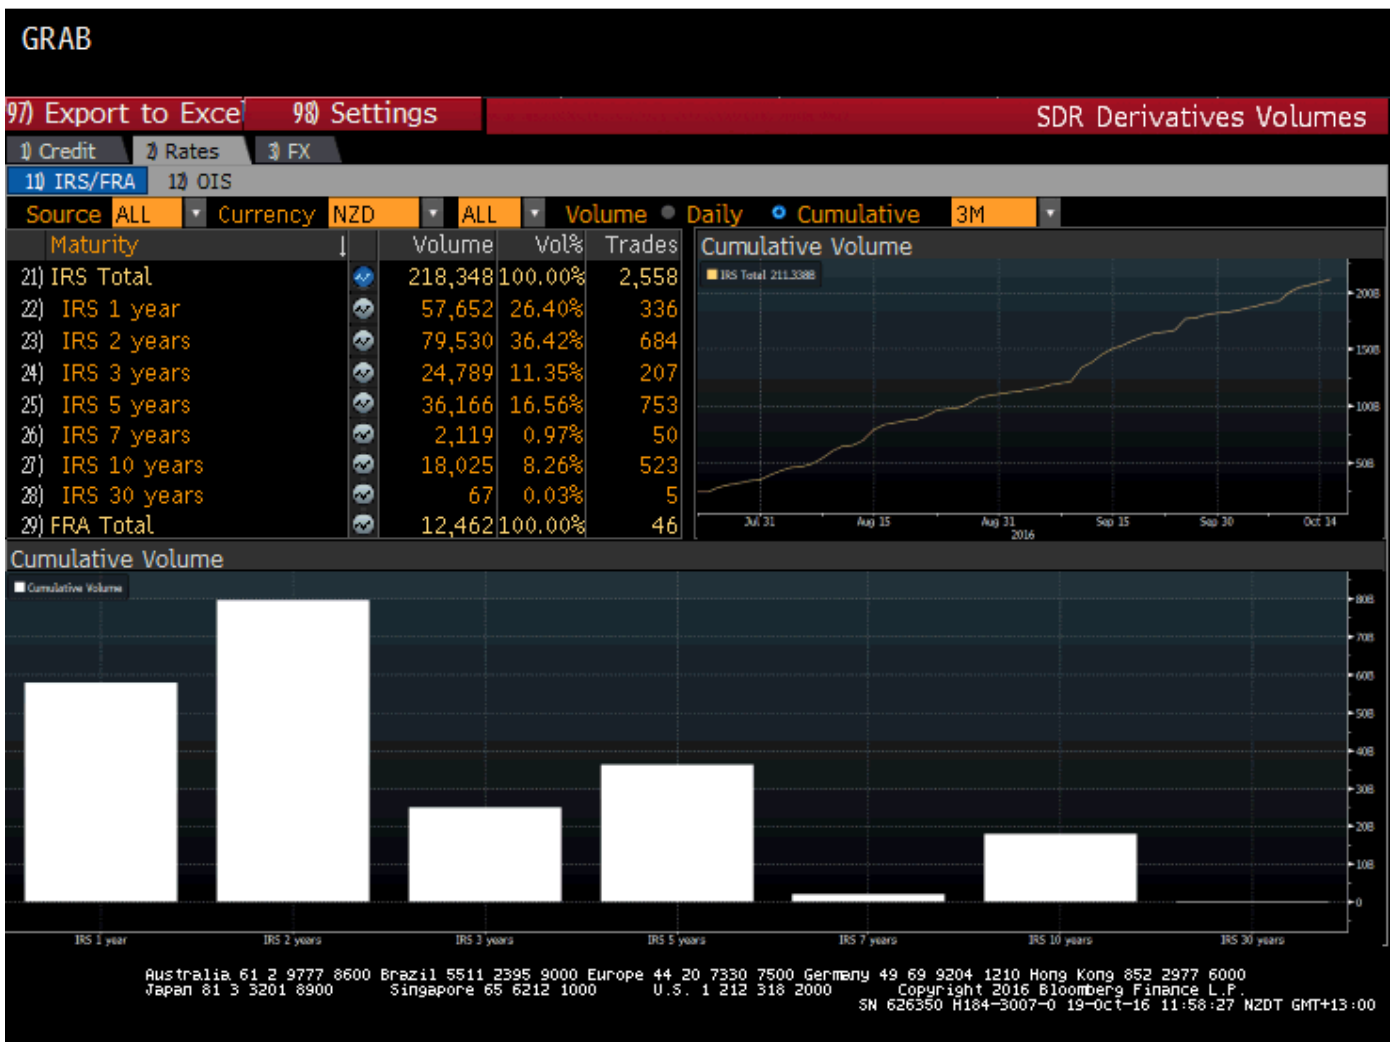 GRAB
97) Export to Excel 98) Settings SDR Derivatives Volumes
1) Credit 2) Rates 3) FX
11) IRS/FRA 12) OIS
Source ALL Currency NZD ALL Volume Daily Cumulative 3M
Maturity Volume Vol% Trades
21) IRS Total 218,348 100.00% 2,558
22) IRS 1 year 57,652 26.40% 336
23) IRS 2 years 79,530 36.42% 684
24) IRS 3 years 24,789 11.35% 207
25) IRS 5 years 36,166 16.56% 753
26) IRS 7 years 2,119 0.97% 50
27) IRS 10 years 18,025 8.26% 523
28) IRS 30 years 67 0.03% 5
29) FRA Total 12,462 100.00% 46
Cumulative Volume
IRS Total 211.338B
200B
150B
100B
50B
Jul 31 Aug 15 Aug 31 Sep 15 Sep 30 Oct 14
2016
Cumulative Volume
Cumulative Volume
80B
70B
60B
50B
40B
30B
20B
10B
0
IRS 1 year IRS 2 years IRS 3 years IRS 5 years IRS 7 years IRS 10 years IRS 30 years
Australia 61 2 9777 8600 Brazil 5511 2395 9000 Europe 44 20 7330 7500 Germany 49 69 9204 1210 Hong Kong 852 2977 6000
Japan 81 3 3201 8900 Singapore 65 6212 1000 U.S. 1 212 318 2000 Copyright 2016 Bloomberg Finance L.P.
SN 626350 H184-3007-0 19-Oct-16 11:58:27 NZDT GMT+13:00